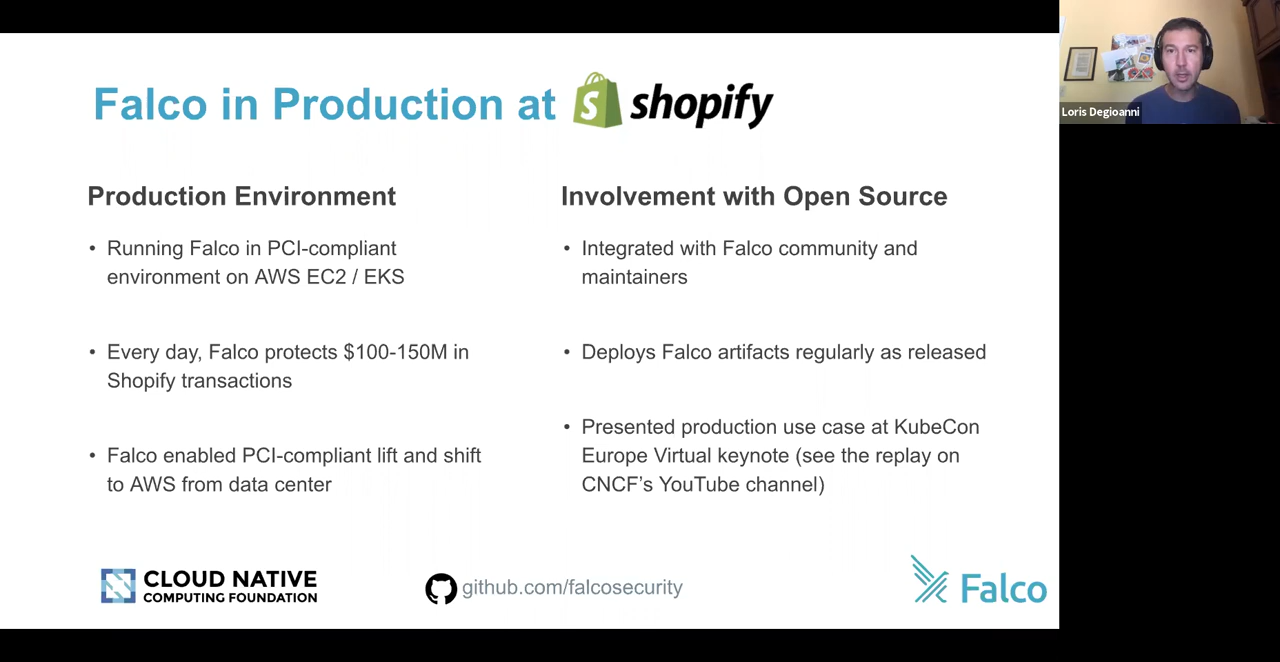 Falco in Production at shopify
Loris Degioanni
Production Environment
• Running Falco in PCI-compliant
environment on AWS EC2 / EKS
• Every day, Falco protects $100-150M in
Shopify transactions
• Falco enabled PCI-compliant lift and shift
to AWS from data center
Involvement with Open Source
• Integrated with Falco community and
maintainers
• Deploys Falco artifacts regularly as released
• Presented production use case at KubeCon
Europe Virtual keynote (see the replay on
CNCF’s YouTube channel)
CLOUD NATIVE
COMPUTING FOUNDATION
github.com/falcosecurity
Falco